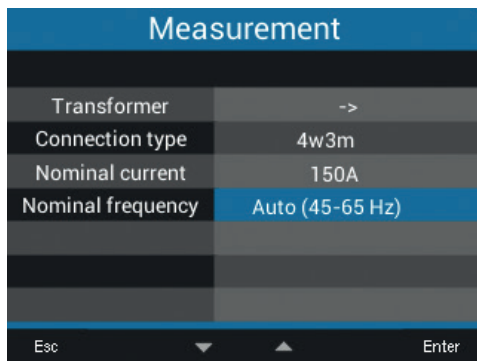 Measurement
Transformer ->
Connection type 4w3m
Nominal current 150A
Nominal frequency Auto (45-65 Hz)
Esc Enter